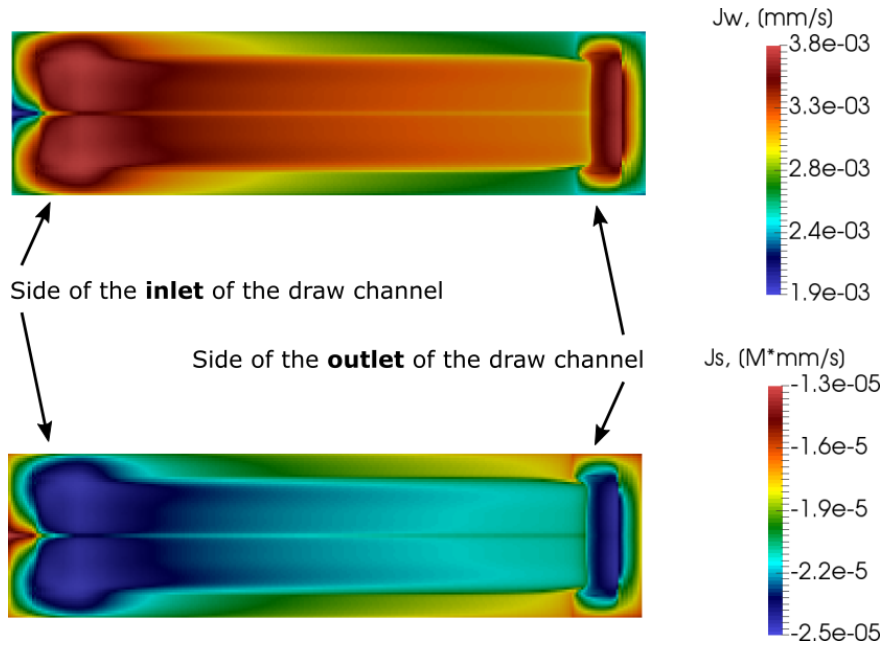 Jw, (mm/s)
3.8e-03
3.3e-03
2.8e-03
2.4e-03
1.9e-03
Side of the inlet of the draw channel
Side of the outlet of the draw channel
Js, (M*mm/s)
-1.3e-05
-1.6e-5
-1.9e-5
-2.2e-5
-2.5e-05